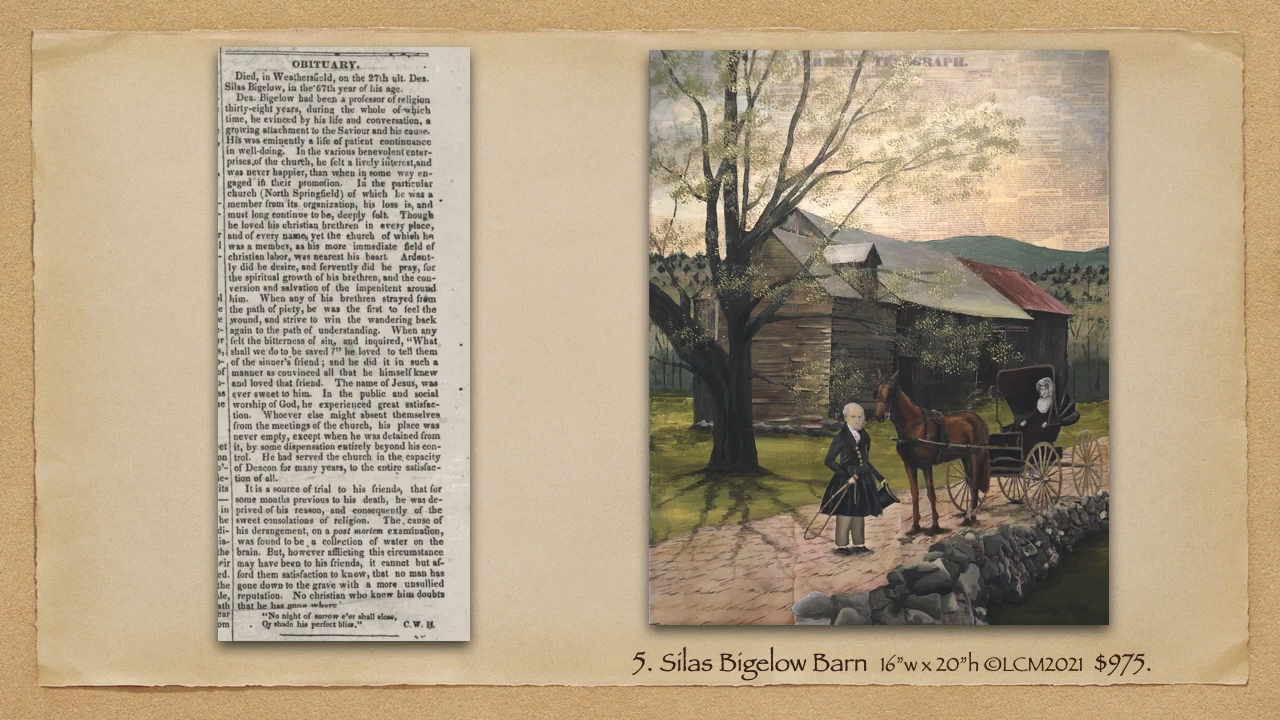 OBITUARY.
Died, in Weathersfield, on the 27th ult. Dea.
Silas Bigelow, in the 67th year of his age.
Dea. Bigelow had been a professor of religion
thirty-eight years, during the whole of which
time, he evinced by his life and conversation, a
growing attachment to the Saviour and his cause.
His was eminently a life of patient continuance
in well-doing. In the various benevolent enter-
prises of the church, he felt a lively interest, and
was never happier, than when in some way en-
gaged in their promotion. In the particular
church (North Springfield) of which he was a
member from its organization, his loss is, and
must long continue to be, deeply felt. Though
he loved his christian brethren in every place,
and of every name, yet the church of which he
was a member, as his more immediate field of
christian labor, was nearest his heart. Ardent-
ly did he desire, and fervently did he pray, for
the spiritual growth of his brethren, and the con-
version and salvation of the impenitent around
him. When any of his brethren strayed from
the path of piety, he was the first to feel the
wound, and strive to win the wandering back
again to the path of understanding. When any
felt the bitterness of sin, and inquired, "What
shall we do to be saved?" he loved to tell them
of the sinner's friend; and he did it in such a
manner as convinced all that he himself knew
and loved that friend. The name of Jesus, was
ever sweet to him. In the public and social
worship of God, he experienced great satisfac-
tion. Whoever else might absent themselves
from the meetings of the church, his place was
never empty, except when he was detained from
it, by some dispensation entirely beyond his con-
trol. He had served the church in the capacity
of Deacon for many years, to the entire satisfac-
tion of all.
It is a source of trial to his friends, that for
some months previous to his death, he was de-
prived of his reason, and consequently of the
sweet consolations of religion. The cause of
his derangement, on a post mortem examination,
was found to be a collection of water on the
brain. But, however afflicting this circumstance
may have been to his friends, it cannot but af-
ford them satisfaction to know, that no man has
gone down to the grave with a more unsullied
reputation. No christian who knew him doubts
that he has gone where
"No night of sorrow e'er shall close,
Or shade his perfect bliss." C. W. H.
GRAPH.
5. Silas Bigelow Barn 16"w x 20"h ©LCM2021 $975.